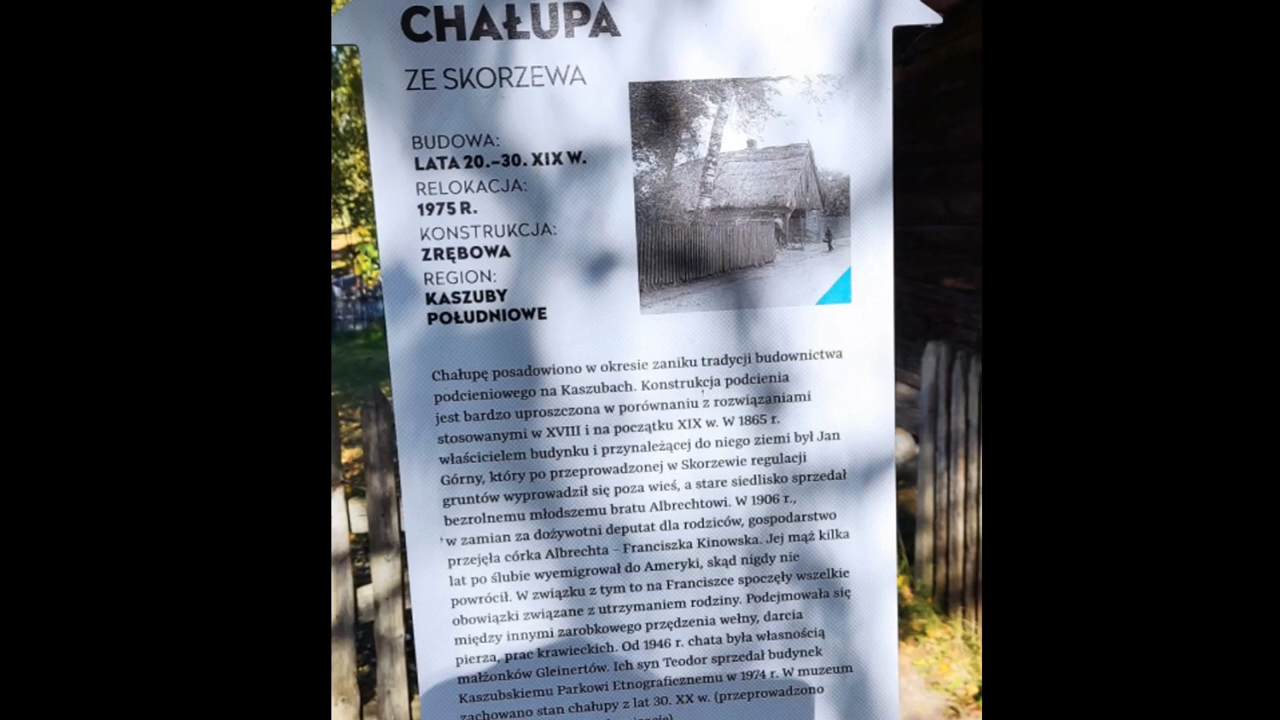 CHAŁUPA
ZE SKORZEWA
BUDOWA:
LATA 20.–30. XIX W.
RELOKACJA:
1975 R.
KONSTRUKCJA:
ZRĘBOWA
REGION:
KASZUBY
POŁUDNIOWE
Chałupę posadowiono w okresie zaniku tradycji budownictwa
podcieniowego na Kaszubach. Konstrukcja podcienia
jest bardzo uproszczona w porównaniu z rozwiązaniami
stosowanymi w XVIII i na początku XIX w. W 1865 r.
właścicielem budynku i przynależącej do niego ziemi był Jan
Górny, który po przeprowadzonej w Skorzewie regulacji
gruntów wyprowadził się poza wieś, a stare siedlisko sprzedał
bezrolnemu młodszemu bratu Albrechtowi. W 1906 r.,
w zamian za dożywotni deputat dla rodziców, gospodarstwo
przejęła córka Albrechta – Franciszka Kinowska. Jej mąż kilka
lat po ślubie wyemigrował do Ameryki, skąd nigdy nie
powrócił. W związku z tym to na Franciszce spoczęły wszelkie
obowiązki związane z utrzymaniem rodziny. Podejmowała się
między innymi zarobkowego przędzenia wełny, darcia
pierza, prac krawieckich. Od 1946 r. chata była własnością
małżonków Gleinertów. Ich syn Teodor sprzedał budynek
Kaszubskiemu Parkowi Etnograficznemu w 1974 r. W muzeum
zachowano stan chałupy z lat 30. XX w. (przeprowadzono